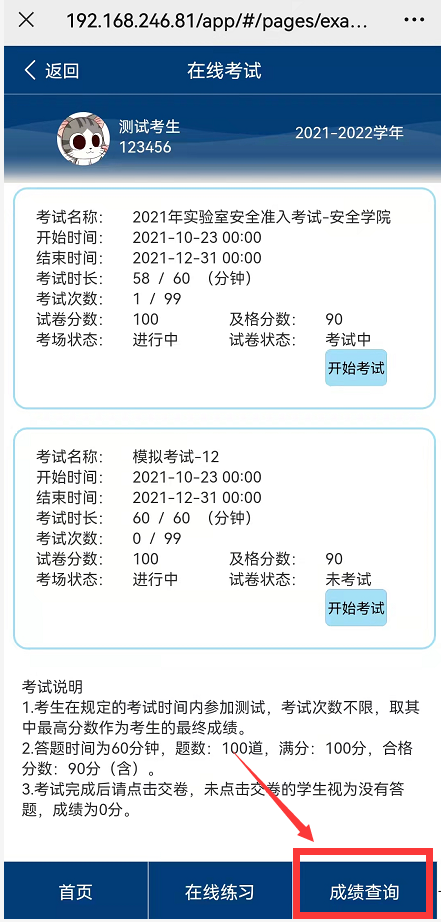 192.168.246.81/app/#/pages/exa...
返回
在线考试
测试考生
123456
2021-2022学年
考试名称: 2021年实验室安全准入考试-安全学院
开始时间: 2021-10-23 00:00
结束时间: 2021-12-31 00:00
考试时长: 58 / 60 （分钟）
考试次数: 1 / 99
试卷分数: 100 及格分数: 90
考场状态: 进行中 试卷状态: 考试中
开始考试
考试名称: 模拟考试-12
开始时间: 2021-10-23 00:00
结束时间: 2021-12-31 00:00
考试时长: 60 / 60 （分钟）
考试次数: 0 / 99
试卷分数: 100 及格分数: 90
考场状态: 进行中 试卷状态: 未考试
开始考试
考试说明
1.考生在规定的考试时间内参加测试，考试次数不限，取其
中最高分数作为考生的最终成绩。
2.答题时间为60分钟，题数：100道，满分：100分，合格
分数：90分（含）。
3.考试完成后请点击交卷，未点击交卷的学生视为没有答
题，成绩为0分。
首页
在线练习
成绩查询